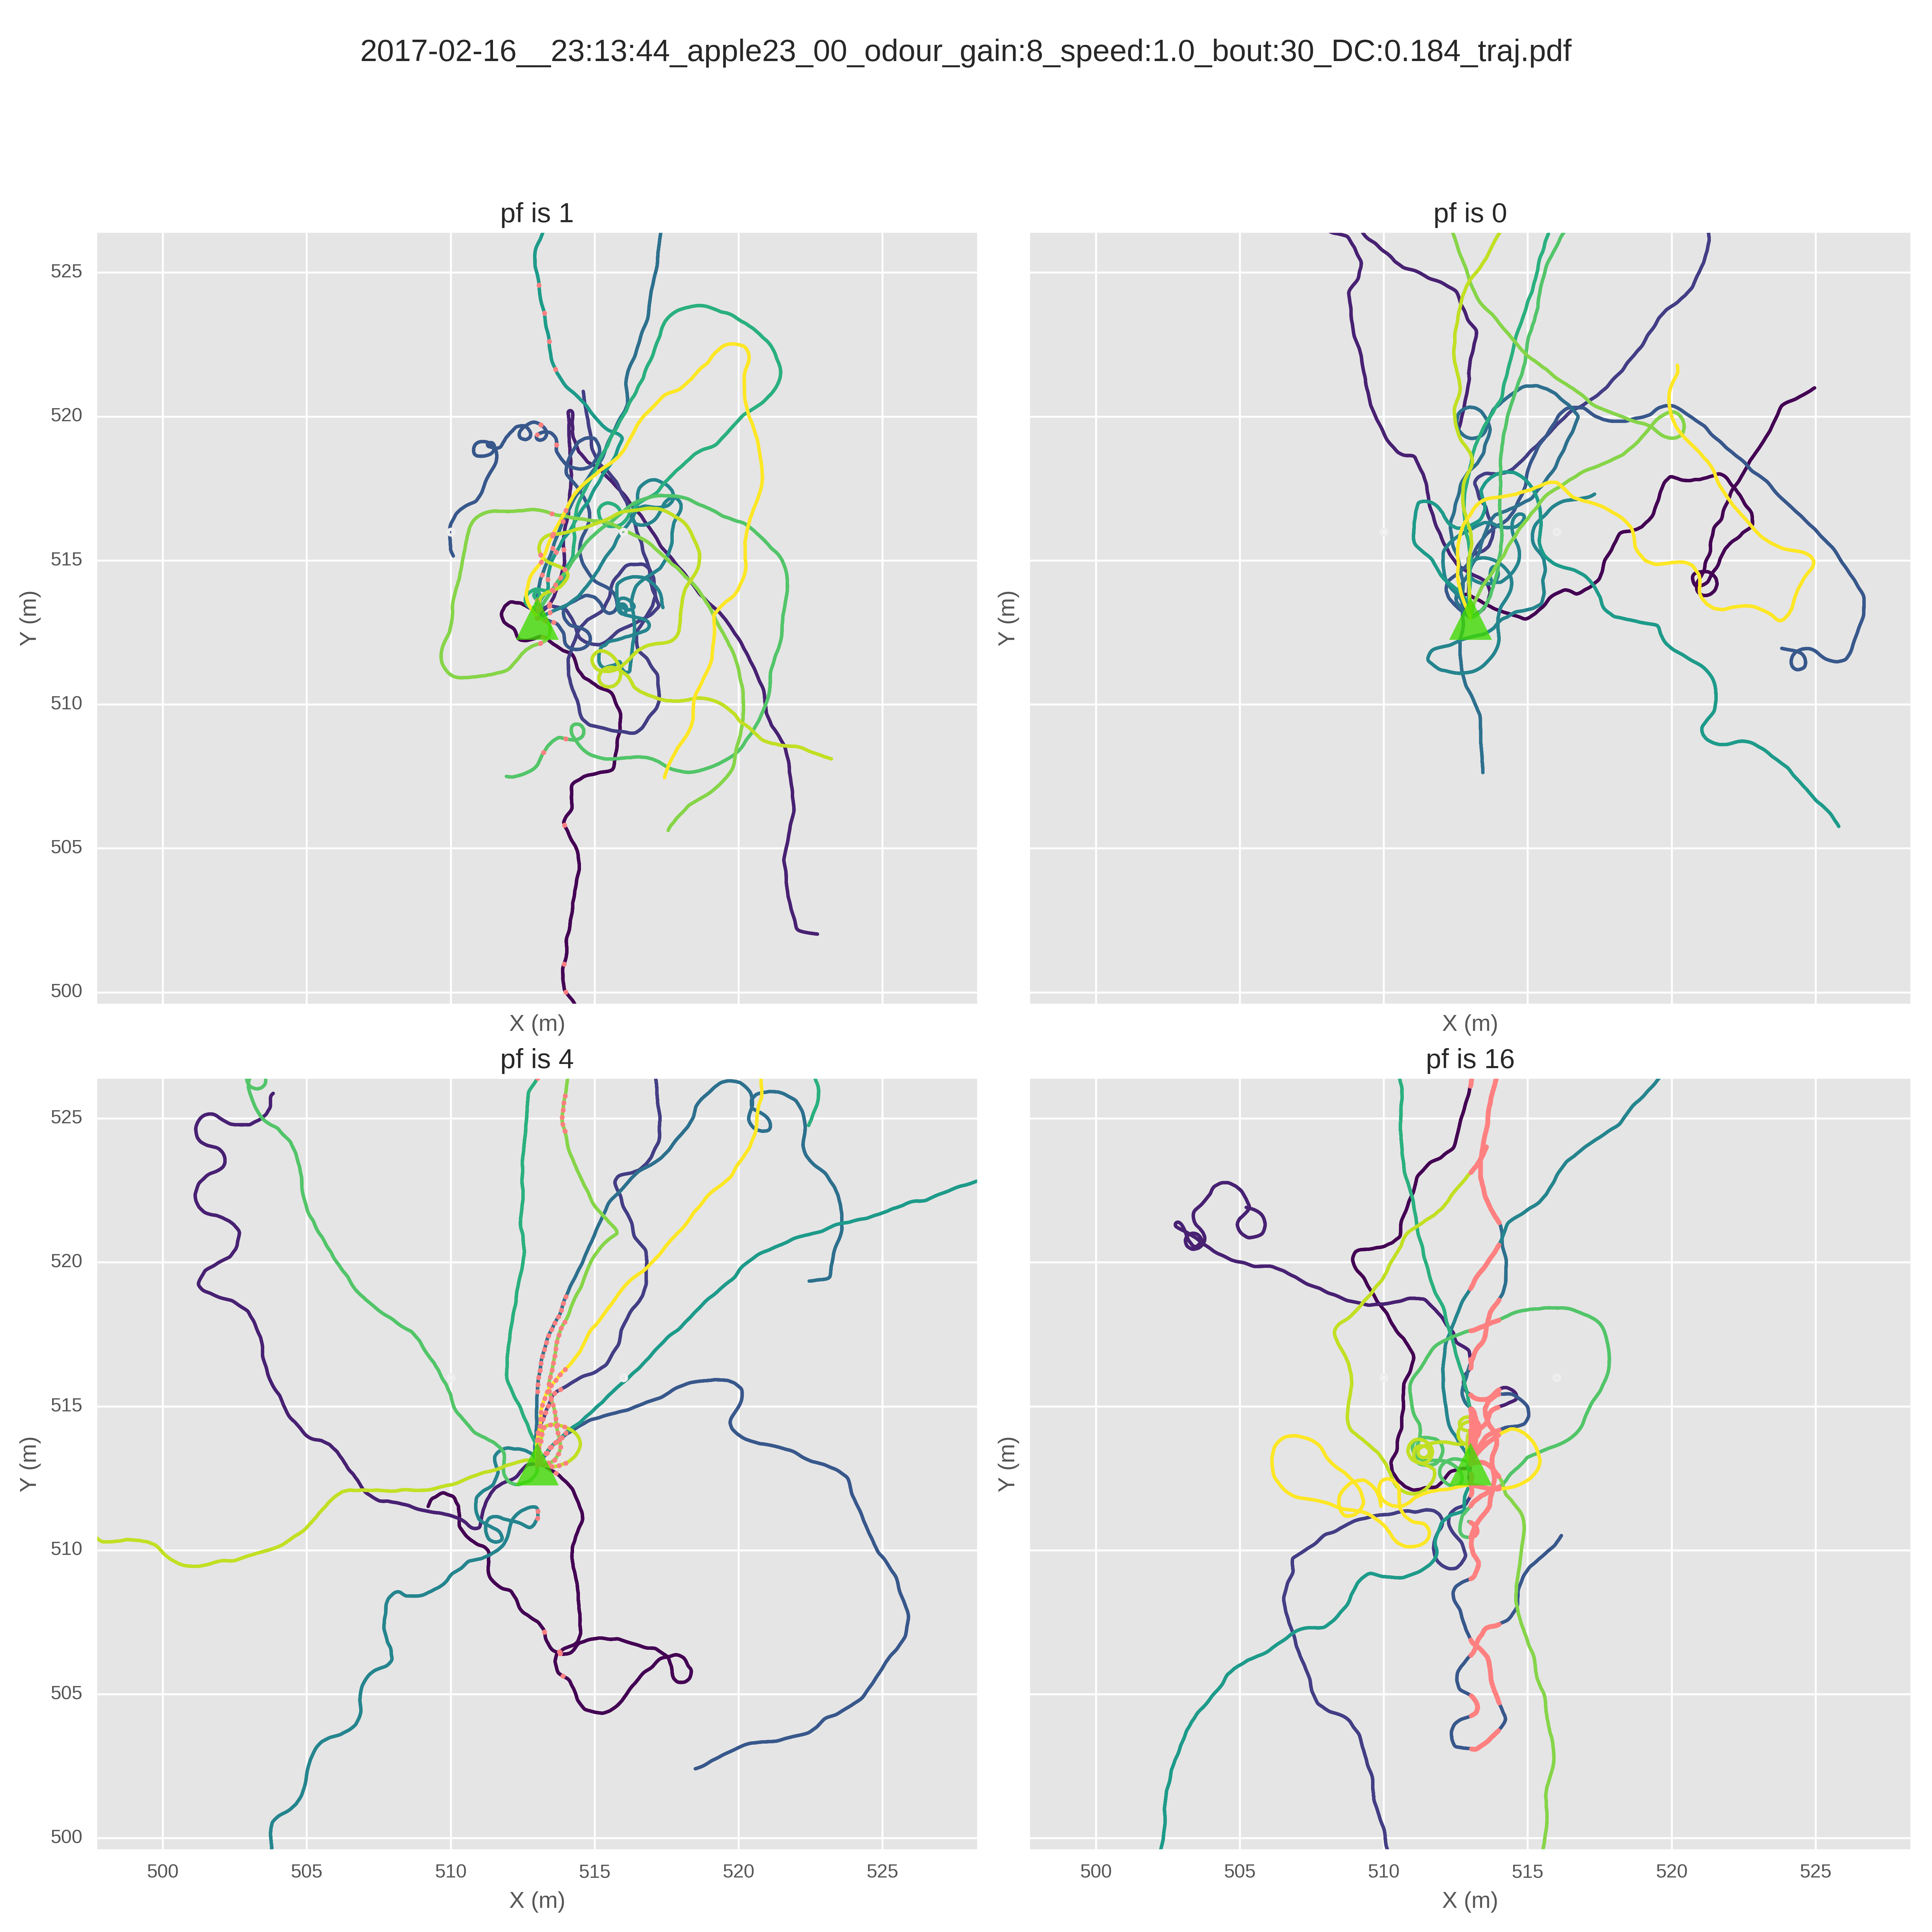 2017-02-16__23:13:44_apple23_00_odour_gain:8_speed:1.0_bout:30_DC:0.184_traj.pdf
pf is 1
525
520
515
510
505
500
Y (m)
X (m)
pf is 0
Y (m)
X (m)
pf is 4
525
520
515
510
505
500
Y (m)
500 505 510 515 520 525
X (m)
pf is 16
Y (m)
500 505 510 515 520 525
X (m)